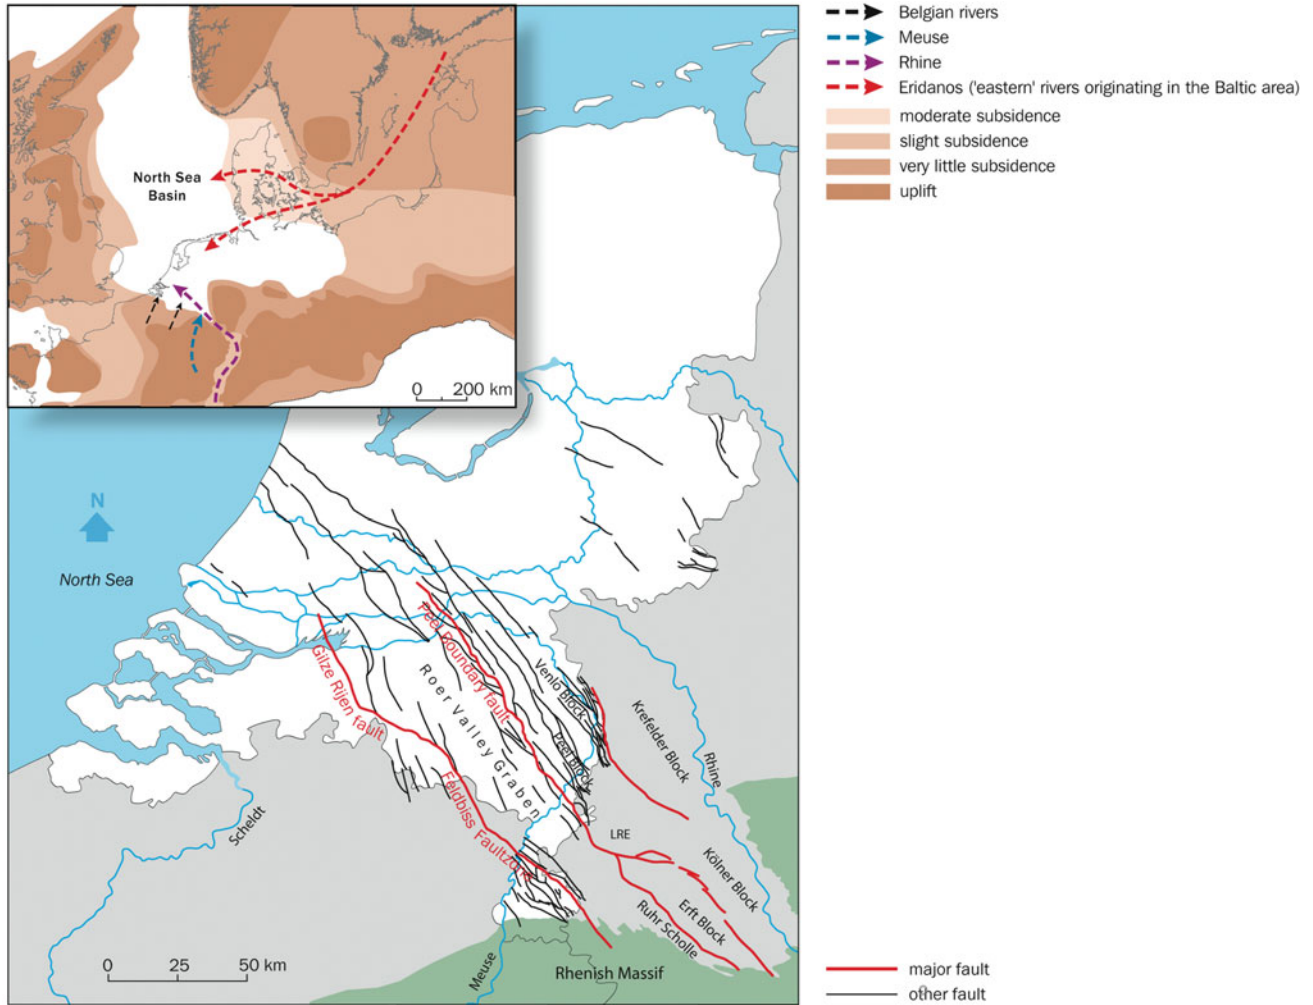 Belgian rivers
Meuse
Rhine
Eridanos ('eastern' rivers originating in the Baltic area)
moderate subsidence
slight subsidence
very little subsidence
uplift
North Sea
Basin
0 200 km
N
North Sea
Peel Boundary fault
Gilze Rijen fault
Roer Valley Graben
Venlo Block
Peel Block
Krefelder Block
Rhine
Feldbiss Faultzone
Scheldt
LRE
Kölner Block
Erft Block
Ruhr Scholle
Meuse
Rhenish Massif
0 25 50 km
major fault
other fault